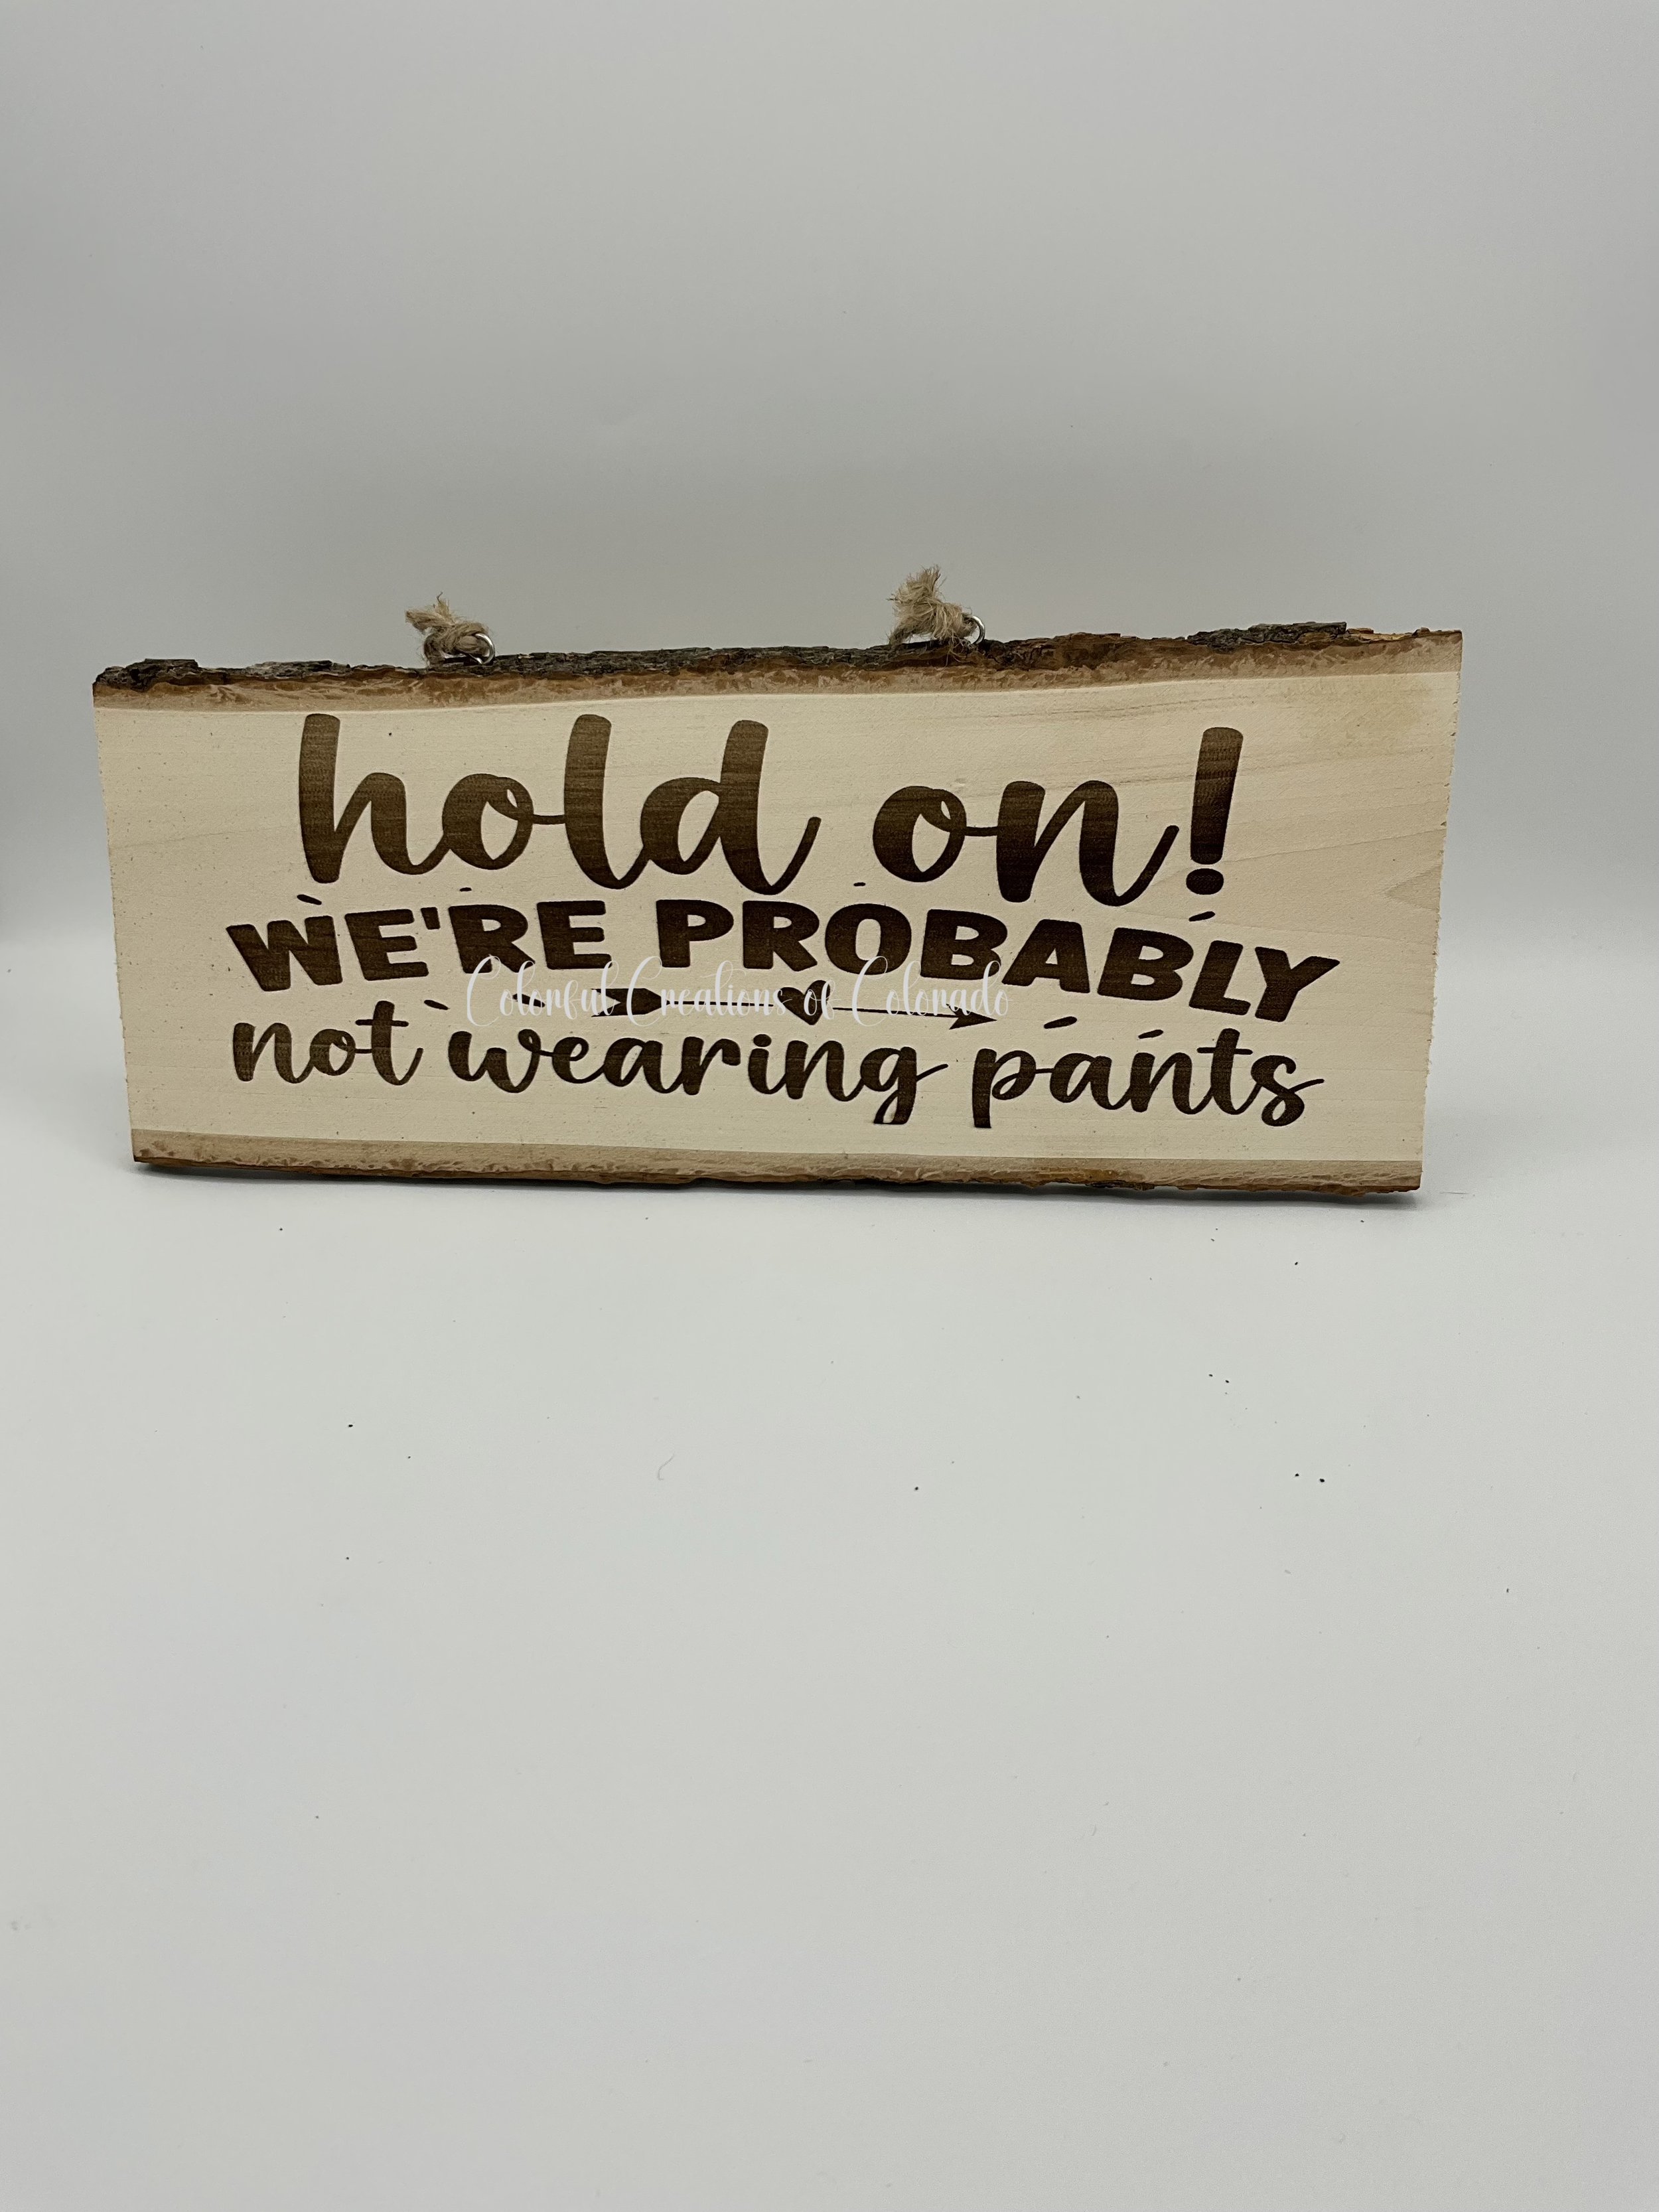 hold on!
WE'RE PROBABLY
Colorful Creations of Colorado
not wearing pants